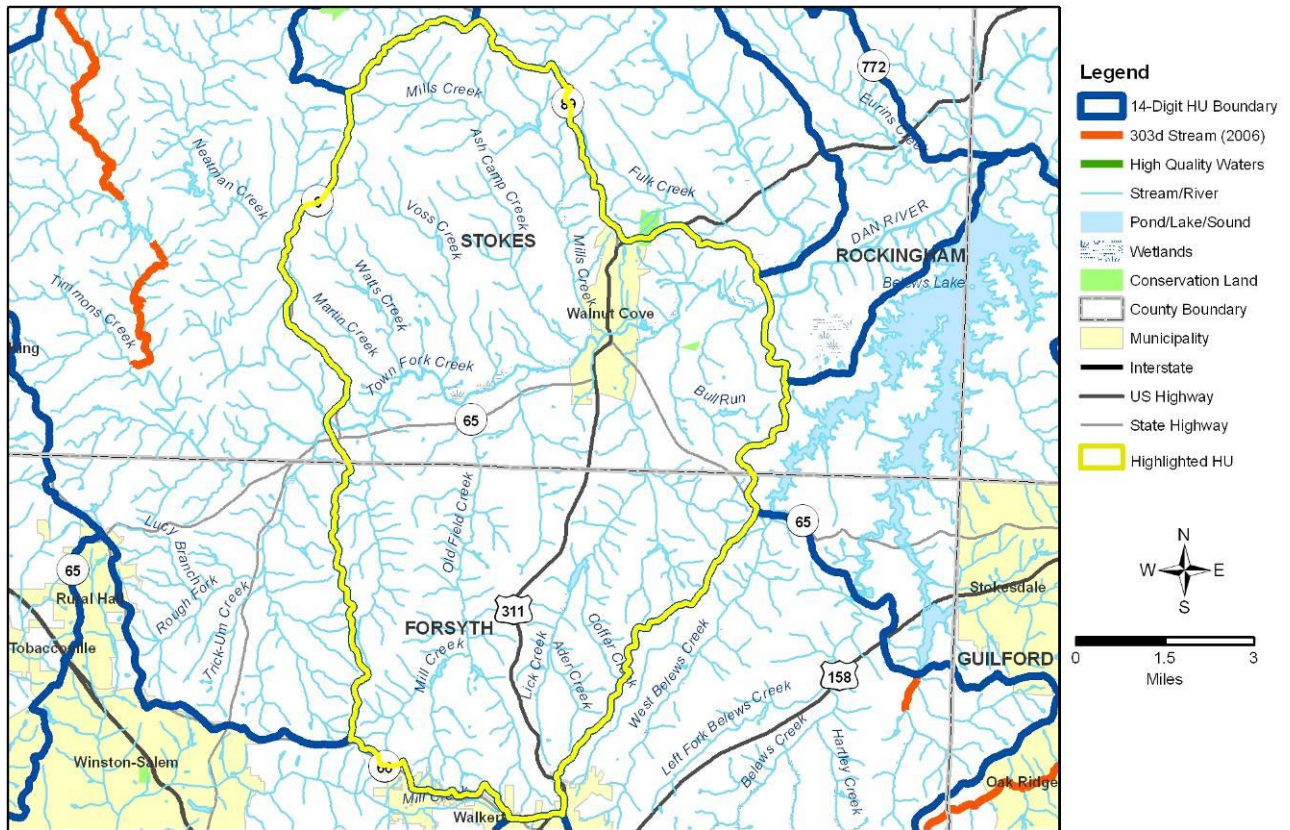 772
Mills Creek
89
Eurins Creek
Neatman Creek
Ash Camp Creek
Fulk Creek
Voss Creek
STOKES
DAN RIVER
ROCKINGHAM
Mills Creek
Belews Lake
Watts Creek
Timmons Creek
Martin Creek
Walnut Cove
Town Fork Creek
Bull Run
65
Old Field Creek
Lucy Branch
65
65
Rural Hall
Rough Fork
Stokesdale
Trick-Um Creek
311
FORSYTH
Coffer Creek
Tobaccoville
Mill Creek
Lick Creek
Ader Creek
West Belews Creek
GUILFORD
158
Left Fork Belews Creek
Belews Creek
Hartley Creek
Winston-Salem
Oak Ridge
Mill Creek
Walkert
Legend
14-Digit HU Boundary
303d Stream (2006)
High Quality Waters
Stream/River
Pond/Lake/Sound
Wetlands
Conservation Land
County Boundary
Municipality
Interstate
US Highway
State Highway
Highlighted HU
N
W E
S
0 1.5 3
Miles